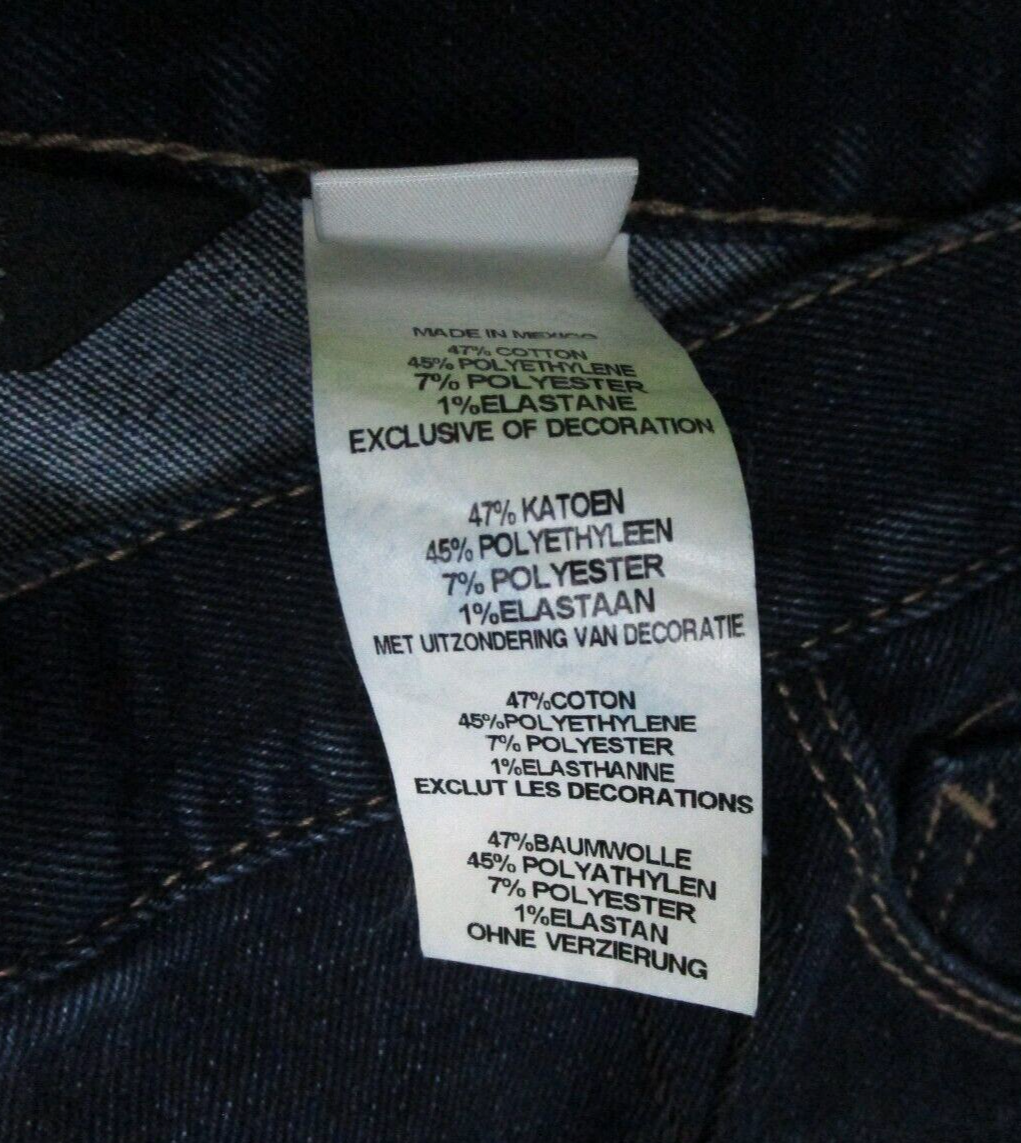 MADE IN MEXICO
47% COTTON
45% POLYETHYLENE
7% POLYESTER
1%ELASTANE
EXCLUSIVE OF DECORATION
47% KATOEN
45% POLYETHYLEEN
7% POLYESTER
1%ELASTAAN
MET UITZONDERING VAN DECORATIE
47%COTON
45%POLYETHYLENE
7% POLYESTER
1%ELASTHANNE
EXCLUT LES DECORATIONS
47%BAUMWOLLE
45% POLYATHYLEN
7% POLYESTER
1%ELASTAN
OHNE VERZIERUNG